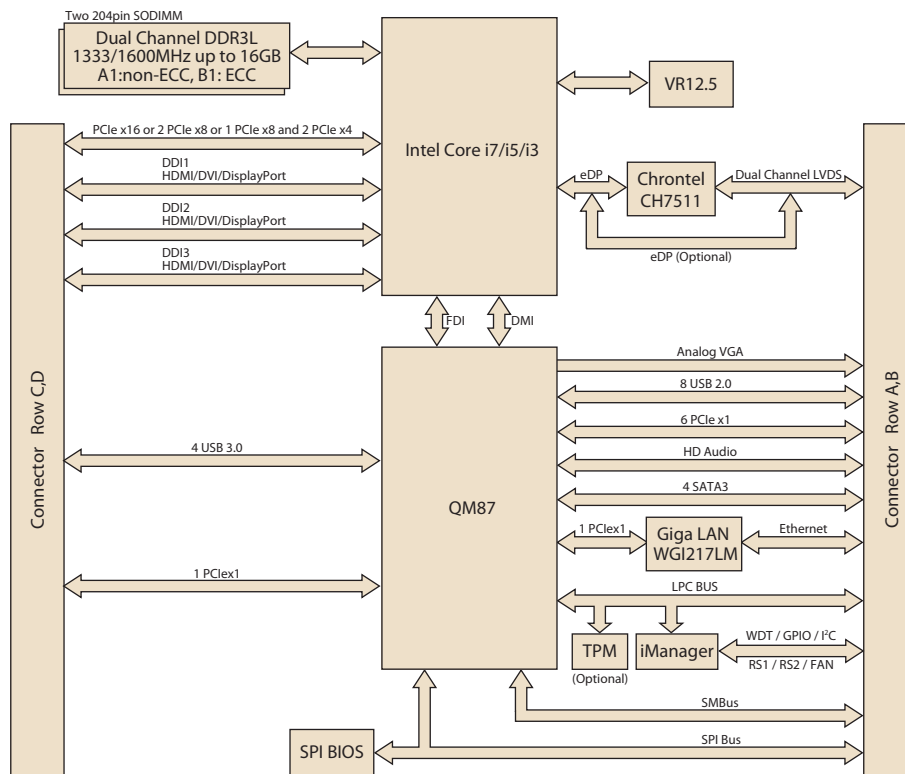 Two 204pin SODIMM
Dual Channel DDR3L
1333/1600MHz up to 16GB
A1:non-ECC, B1: ECC
Intel Core i7/i5/i3
VR12.5
PCIe x16 or 2 PCIe x8 or 1 PCIe x8 and 2 PCIe x4
DDI1
HDMI/DVI/DisplayPort
DDI2
HDMI/DVI/DisplayPort
DDI3
HDMI/DVI/DisplayPort
eDP
Chrontel
CH7511
Dual Channel LVDS
eDP (Optional)
FDI
DMI
Connector Row C,D
Connector Row A,B
QM87
Analog VGA
8 USB 2.0
6 PCIe x1
HD Audio
4 SATA3
4 USB 3.0
1 PCIex1
Giga LAN
WGI217LM
Ethernet
1 PCIex1
LPC BUS
TPM
(Optional)
iManager
WDT / GPIO / I²C
RS1 / RS2 / FAN
SMBus
SPI BIOS
SPI Bus